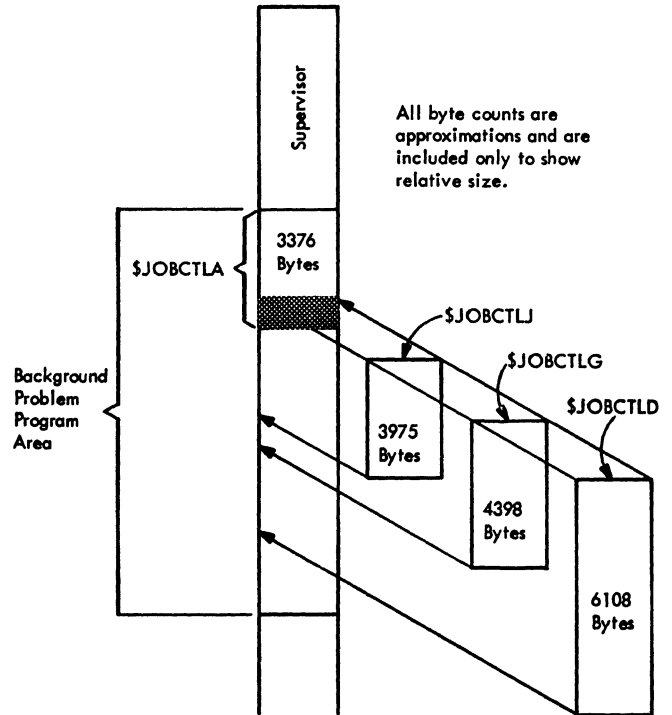 Supervisor
All byte counts are
approximations and are
included only to show
relative size.
3376
Bytes
$JOBCTLA
$JOBCTLJ
$JOBCTLG
$JOBCTLD
Background
Problem
Program
Area
3975
Bytes
4398
Bytes
6108
Bytes